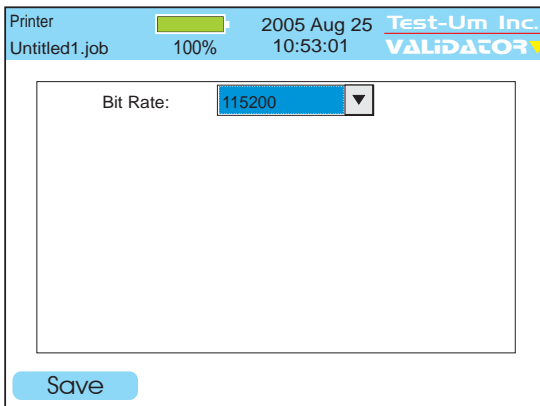 Printer
Untitled1.job
100%
2005 Aug 25
10:53:01
Test-Um Inc.
VALiDATOR
Bit Rate:
115200
Save